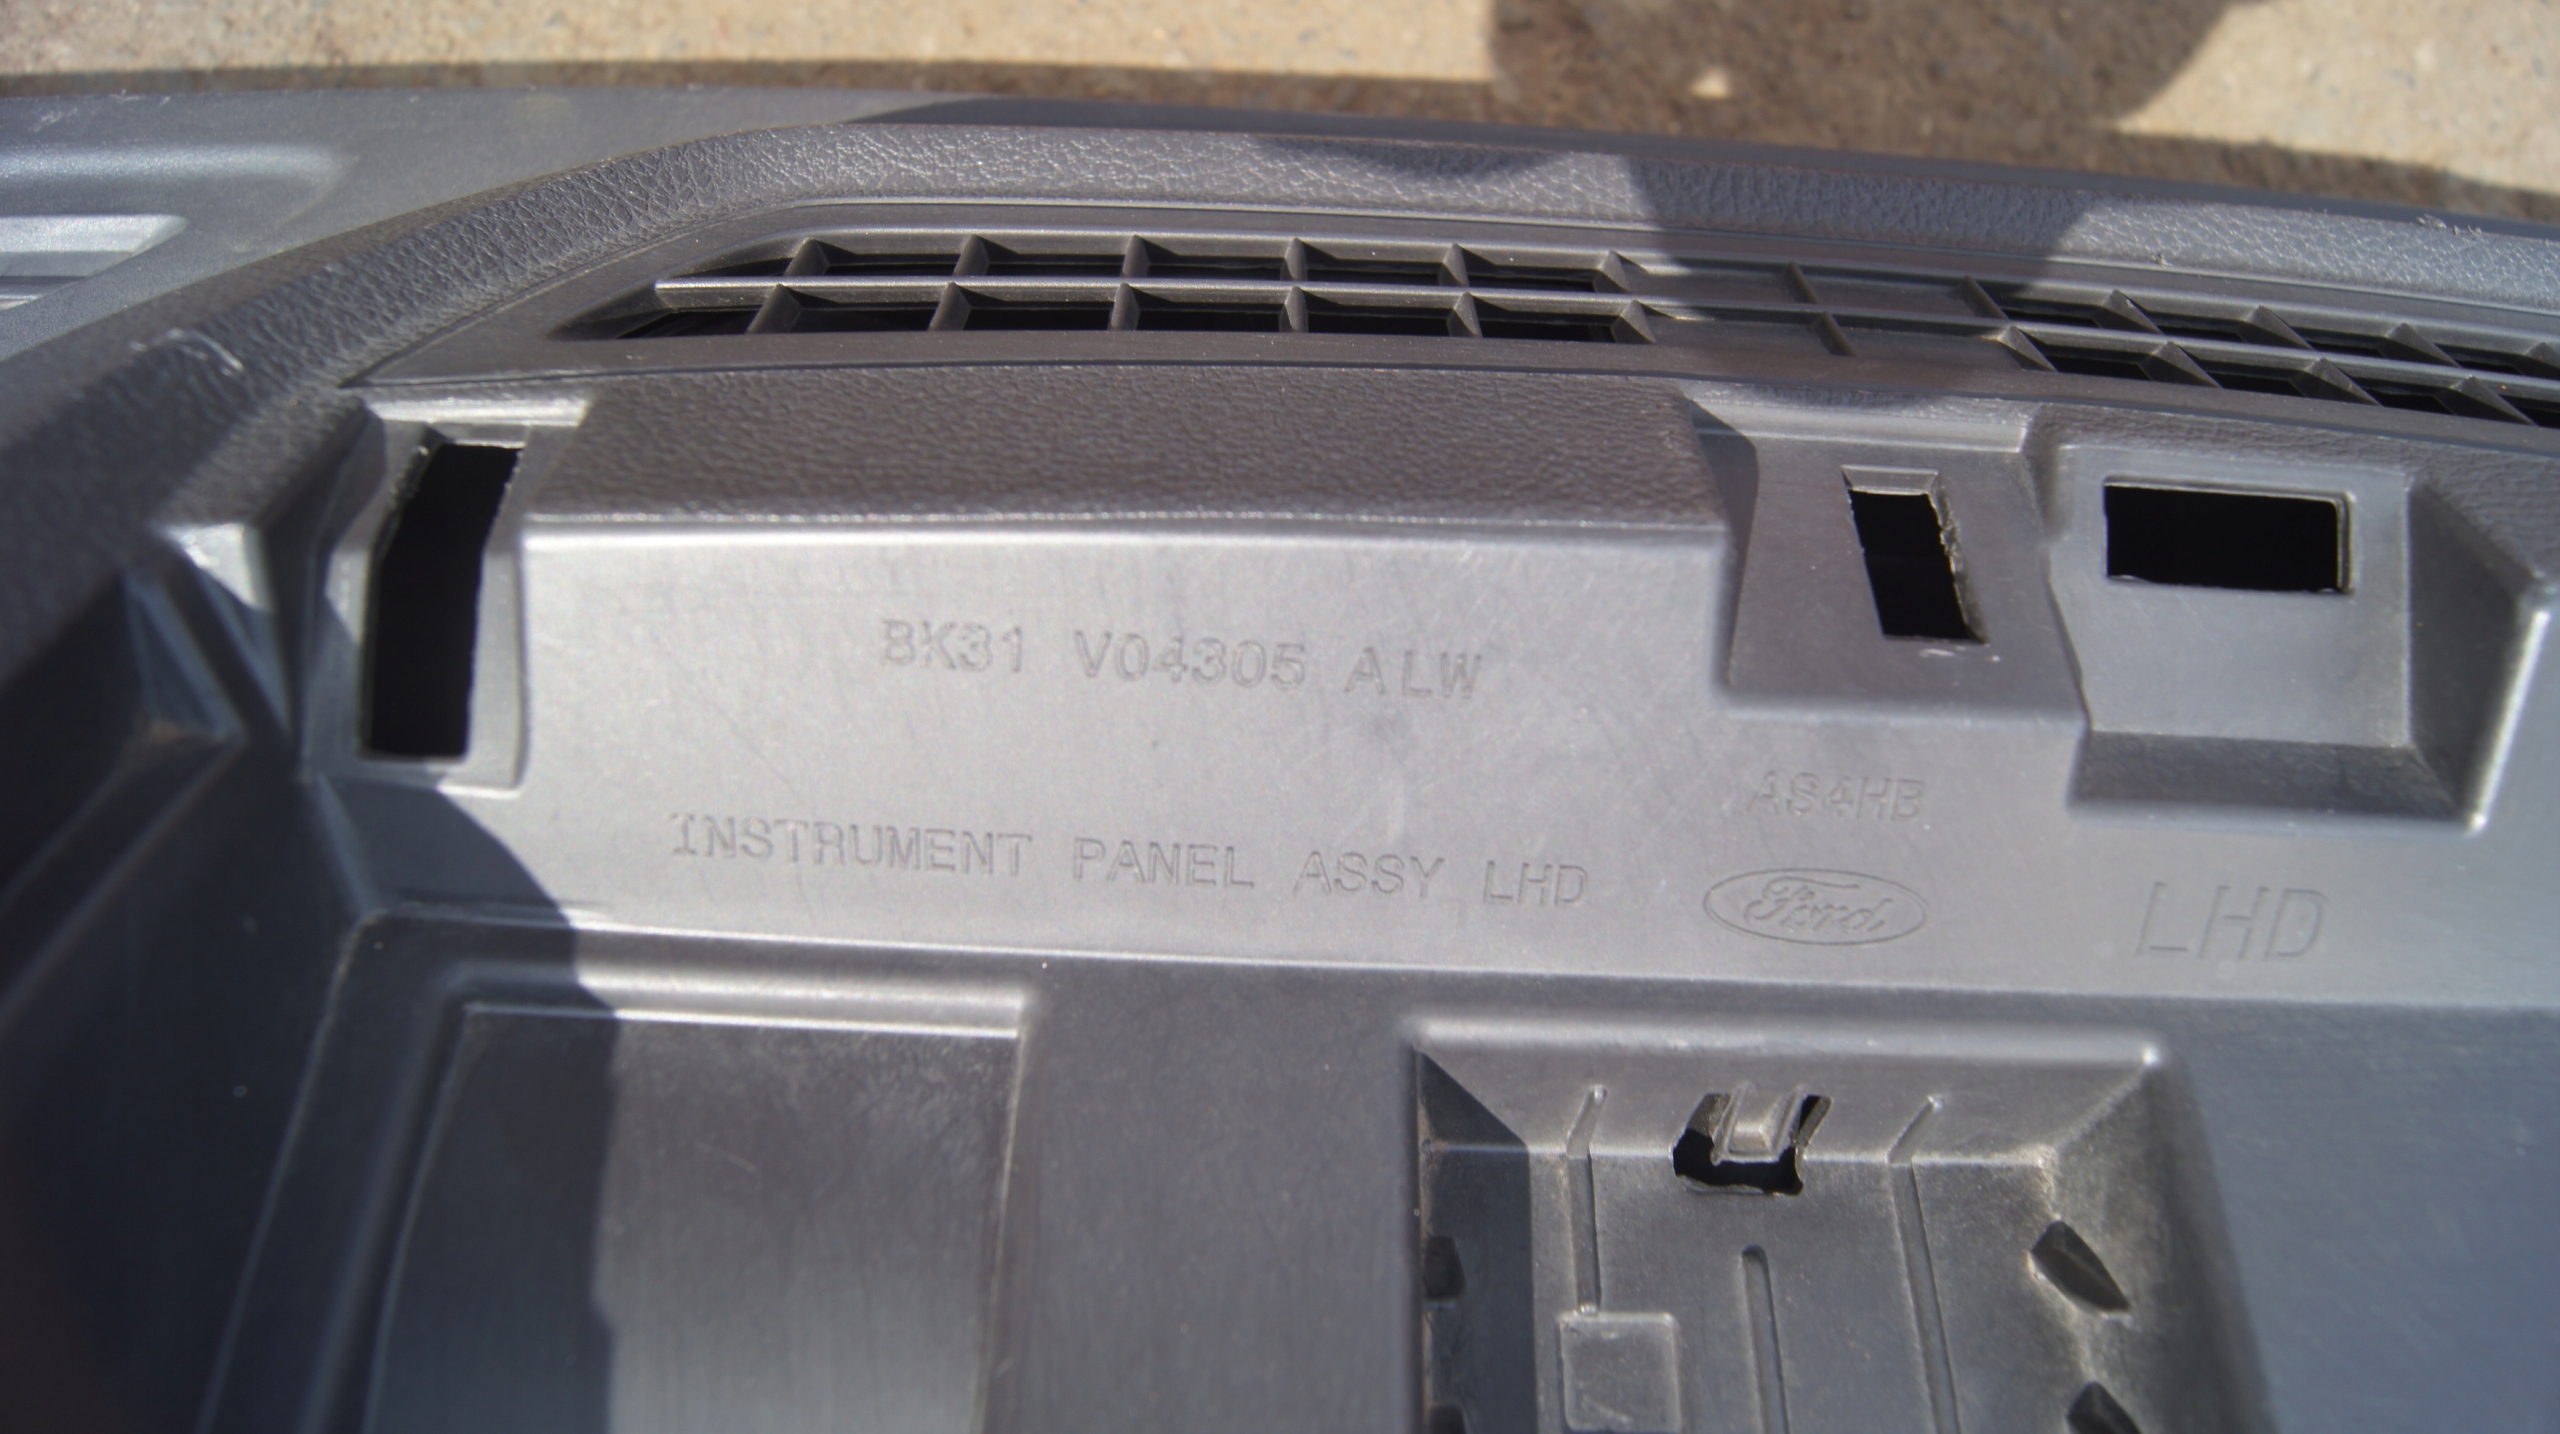 BK31 V04305 ALW
AS4HB
INSTRUMENT PANEL ASSY LHD
Ford
LHD